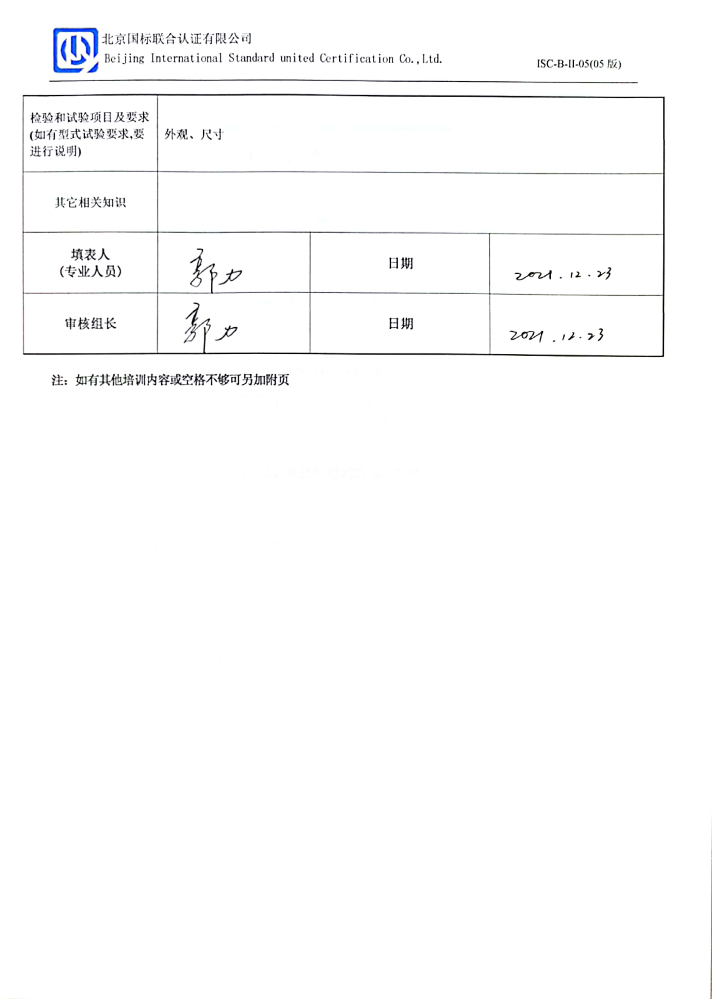 北京国标联合认证有限公司
Beijing International Standard united Certification Co.,Ltd.
ISC-B-II-05(05 版)
检验和试验项目及要求
(如有型式试验要求,要
进行说明)
外观、尺寸
其它相关知识
填表人
(专业人员)
郭力
日期
2021.12.23
审核组长
郭力
日期
2021.12.23
注：如有其他培训内容或空格不够可另加附页